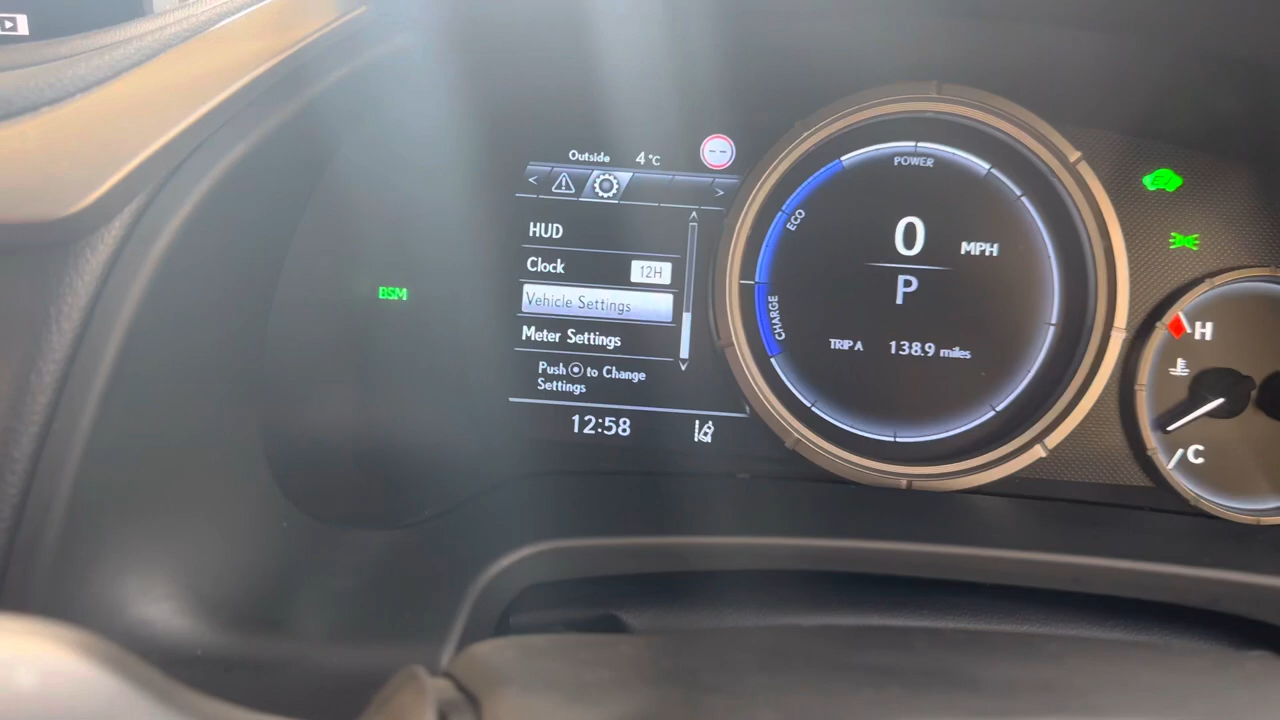 Outside 4°C
--
HUD
Clock 12H
Vehicle Settings
Meter Settings
Push to Change
Settings
12:58
BSM
POWER
ECO
CHARGE
0 MPH
P
TRIP A 138.9 miles
EV
H
C